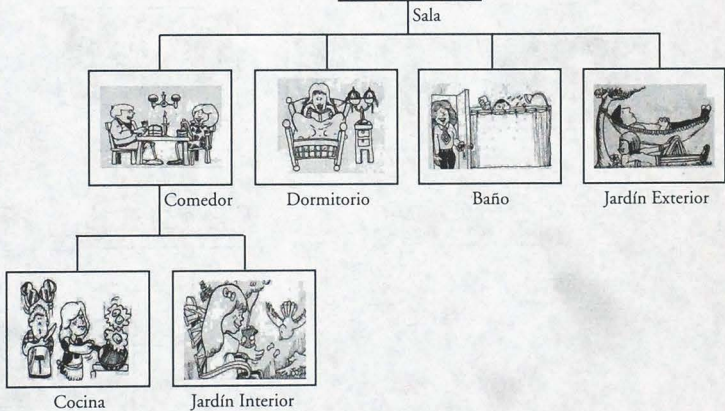 Sala
Comedor
Dormitorio
Baño
Jardín Exterior
Cocina
Jardín Interior